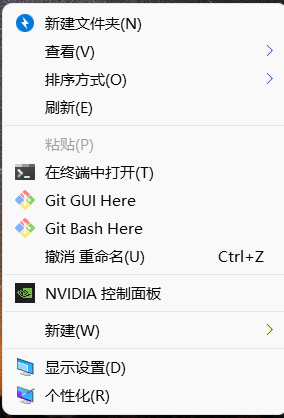 新建文件夹(N)
查看(V)
排序方式(O)
刷新(E)
粘贴(P)
在终端中打开(T)
Git GUI Here
Git Bash Here
撤消 重命名(U) Ctrl+Z
NVIDIA 控制面板
新建(W)
显示设置(D)
个性化(R)